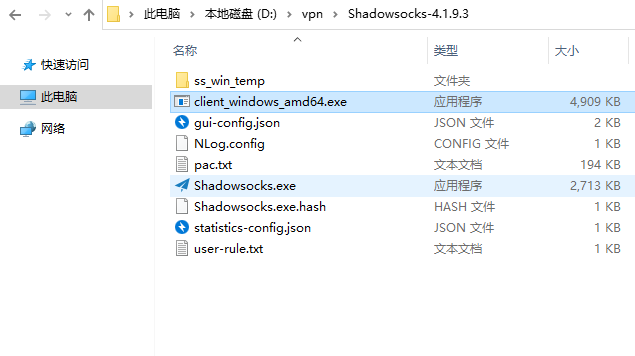 此电脑 › 本地磁盘 (D:) › vpn › Shadowsocks-4.1.9.3
名称 类型 大小
快速访问
此电脑
网络
ss_win_temp 文件夹
client_windows_amd64.exe 应用程序 4,909 KB
gui-config.json JSON 文件 2 KB
NLog.config CONFIG 文件 1 KB
pac.txt 文本文档 194 KB
Shadowsocks.exe 应用程序 2,713 KB
Shadowsocks.exe.hash HASH 文件 1 KB
statistics-config.json JSON 文件 1 KB
user-rule.txt 文本文档 1 KB